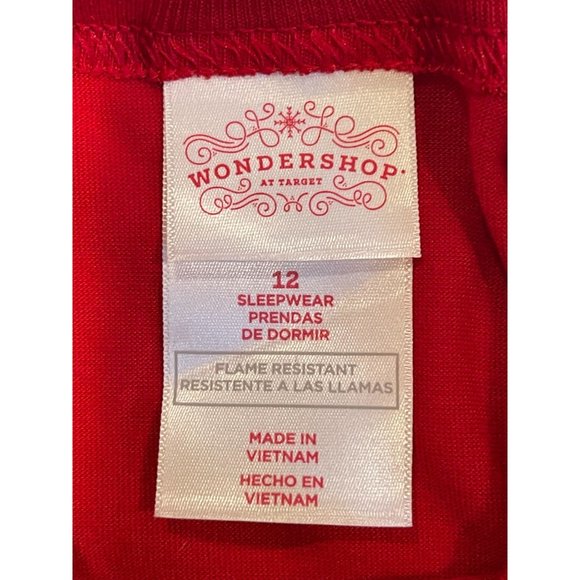 WONDERSHOP
AT TARGET
12
SLEEPWEAR
PRENDAS
DE DORMIR
FLAME RESISTANT
RESISTENTE A LAS LLAMAS
MADE IN
VIETNAM
HECHO EN
VIETNAM